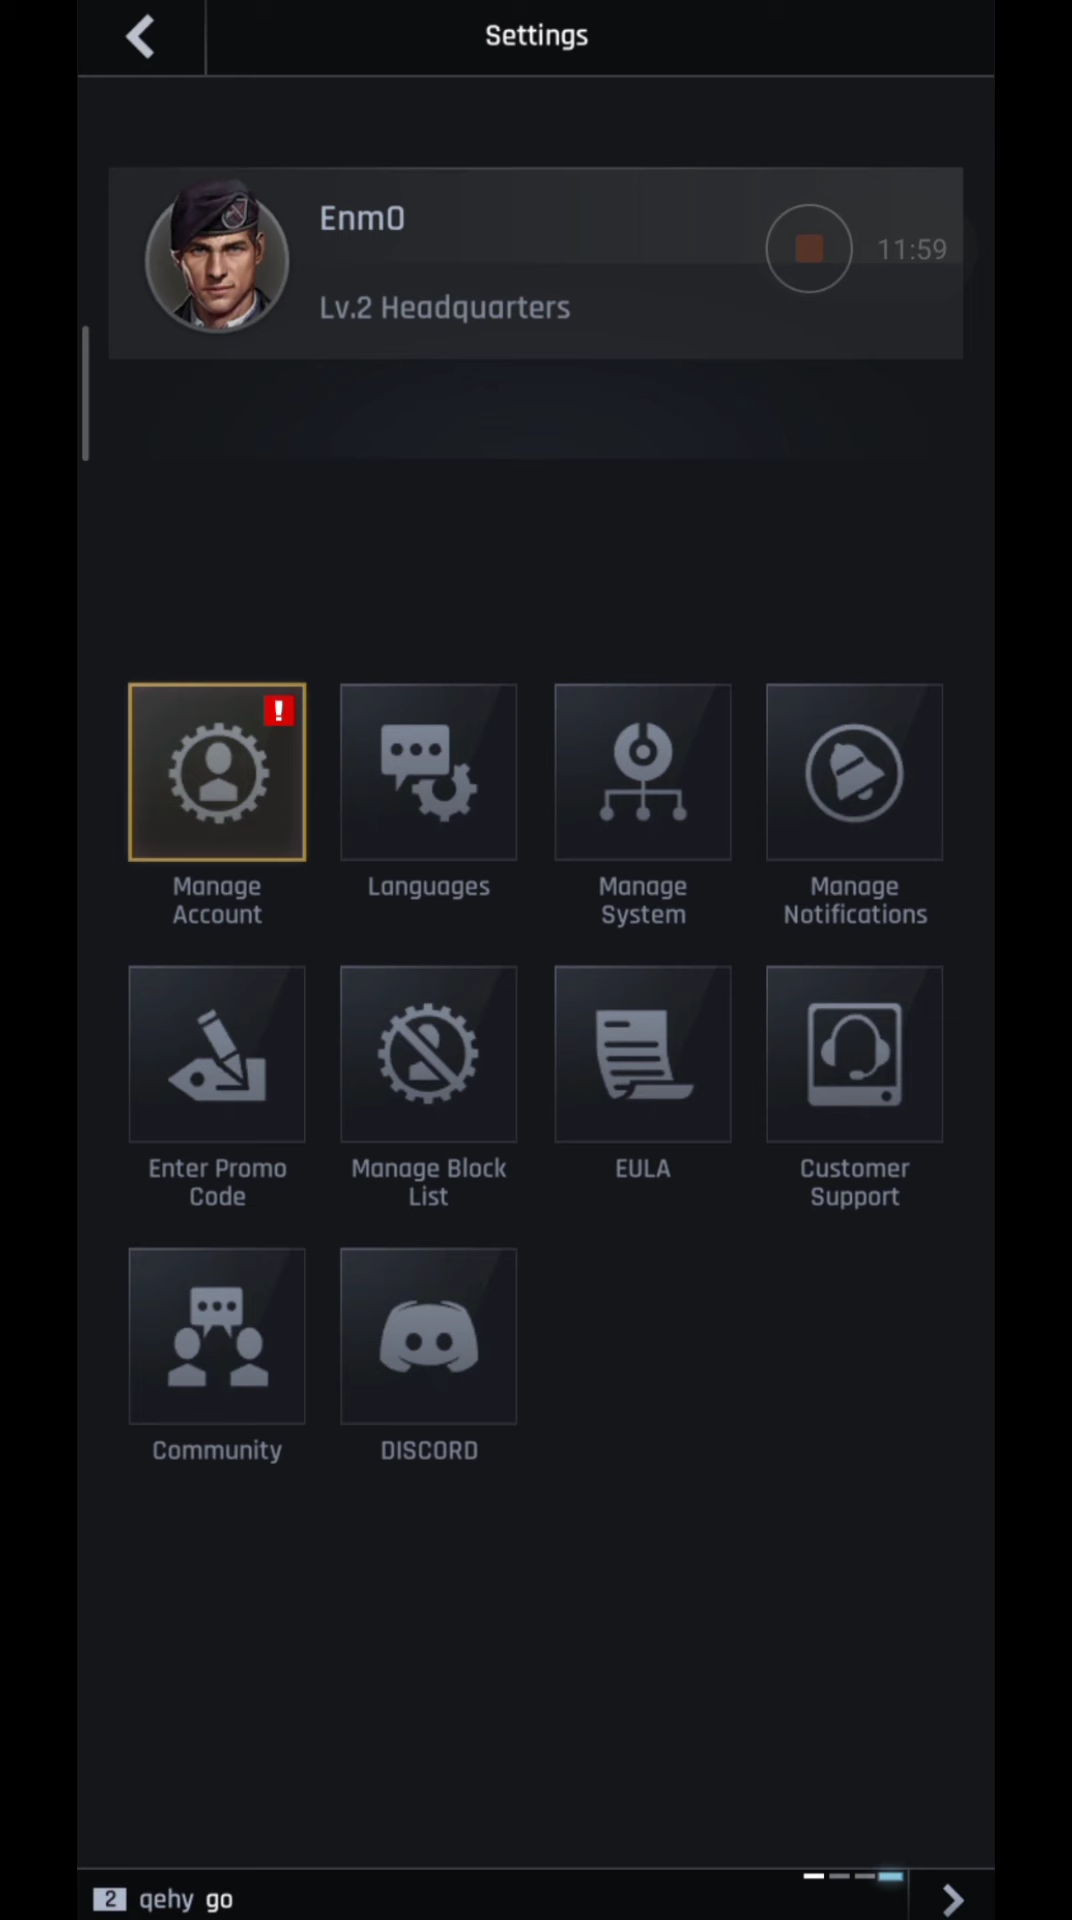 Settings
Enm0
11:59
Lv.2 Headquarters
!
Manage
Account
Languages
Manage
System
Manage
Notifications
Enter Promo
Code
Manage Block
List
EULA
Customer
Support
Community
DISCORD
2 qehy go